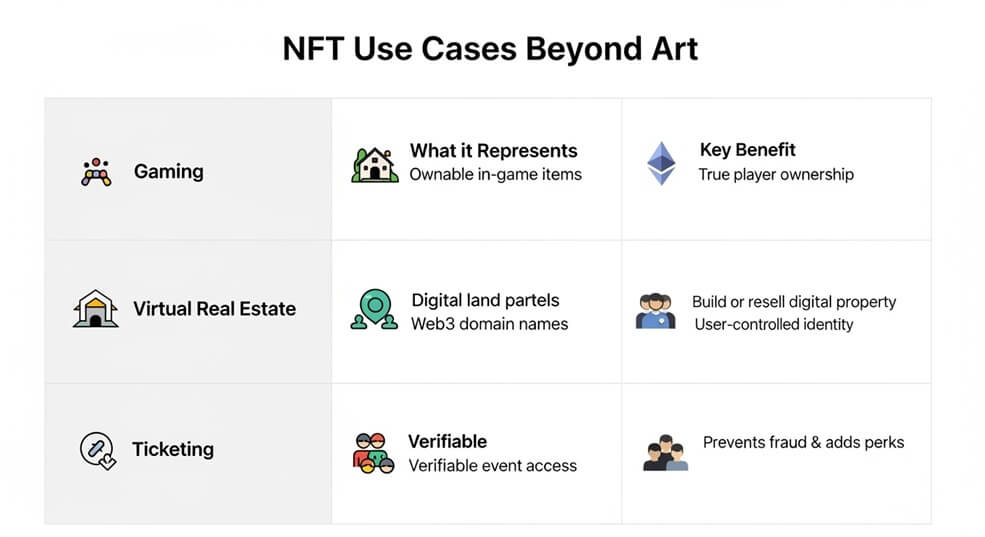 NFT Use Cases Beyond Art
Gaming
What it Represents
Ownable in-game items
Key Benefit
True player ownership
Virtual Real Estate
Digital land partels
Web3 domain names
Build or resell digital property
User-controlled identity
Ticketing
Verifiable
Verifiable event access
Prevents fraud & adds perks